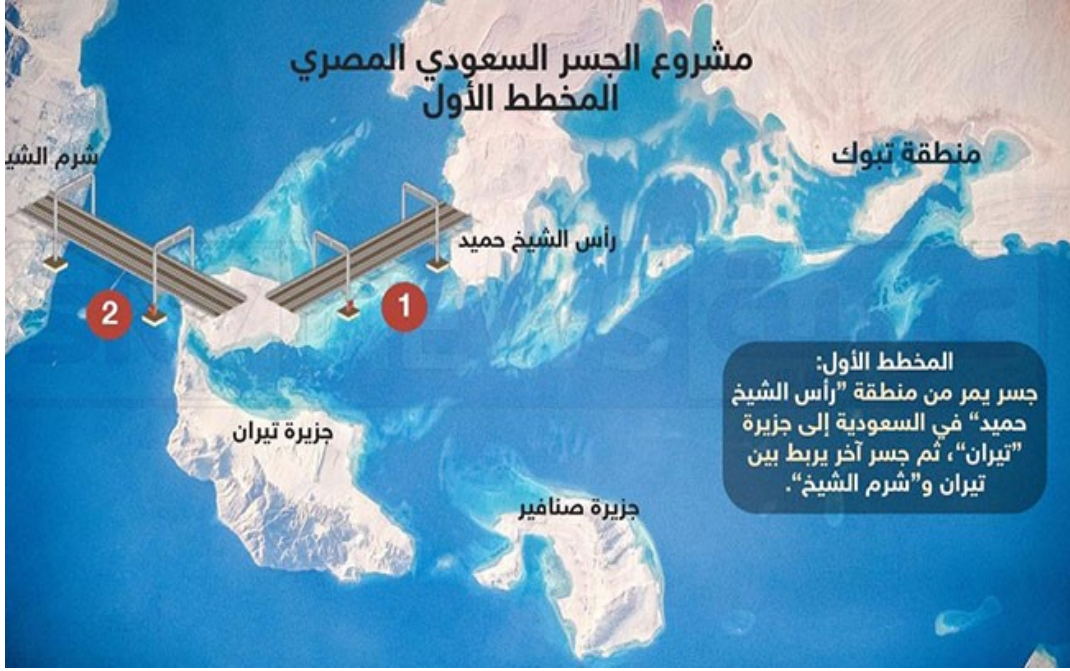 مشروع الجسر السعودي المصري
المخطط الأول
منطقة تبوك
شرم
رأس الشيخ حميد
1
2
المخطط الأول:
جسر يمر من منطقة ”رأس الشيخ
حميد“ في السعودية إلى جزيرة
”تيران“، ثم جسر آخر يربط بين
تيران و”شرم الشيخ“.
جزيرة تيران
جزيرة صنافير